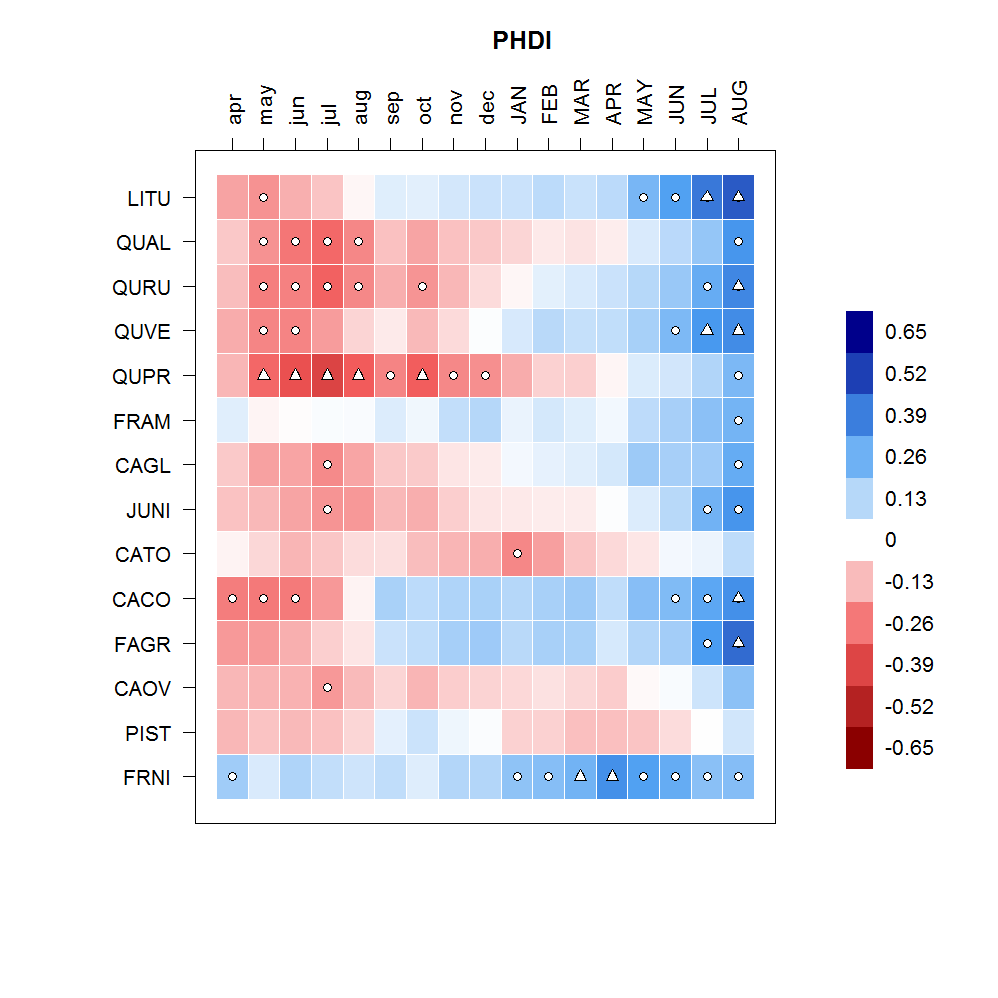 PHDI
apr may jun jul aug sep oct nov dec JAN FEB MAR APR MAY JUN JUL AUG
LITU
QUAL
QURU
QUVE
QUPR
FRAM
CAGL
JUNI
CATO
CACO
FAGR
CAOV
PIST
FRNI
0.65
0.52
0.39
0.26
0.13
0
-0.13
-0.26
-0.39
-0.52
-0.65